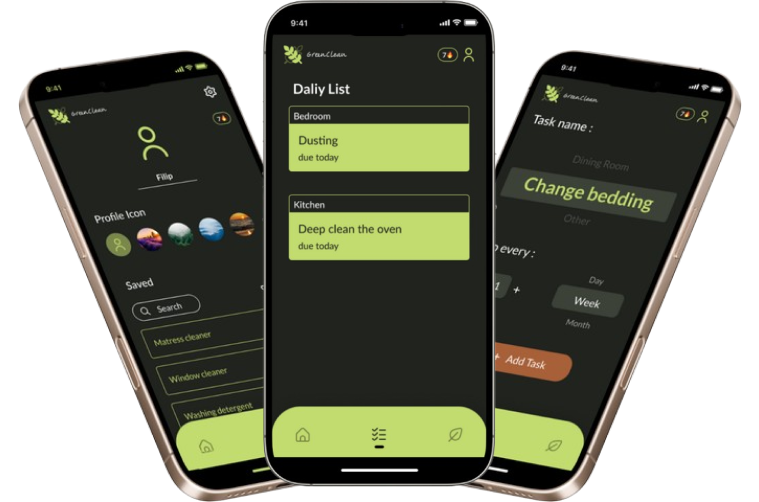 9:41
GreenClean
7
Filip
Profile Icon
Saved
Search
Matress cleaner
Window cleaner
Washing detergent
9:41
GreenClean
7
Daliy List
Bedroom
Dusting
due today
Kitchen
Deep clean the oven
due today
9:41
GreenClean
7
Task name :
Dining Room
Change bedding
Other
every :
1 +
Day
Week
Month
+ Add Task